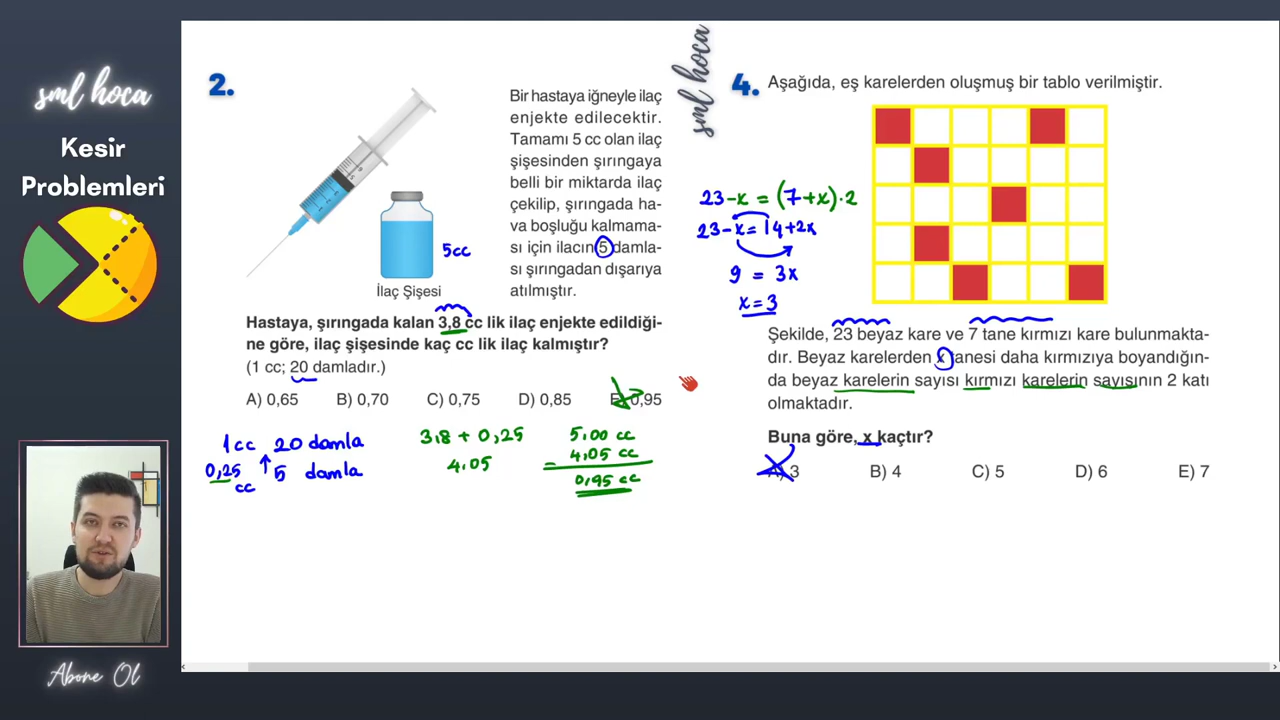 sml hoca
Kesir
Problemleri
Abone Ol
2.
Bir hastaya iğneyle ilaç
enjekte edilecektir.
Tamamı 5 cc olan ilaç
şişesinden şırıngaya
belli bir miktarda ilaç
çekilip, şırıngada ha-
va boşluğu kalmama-
sı için ilacın 5 damla-
sı şırıngadan dışarıya
atılmıştır.
5cc
İlaç Şişesi
Hastaya, şırıngada kalan 3,8 cc lik ilaç enjekte edildiği-
ne göre, ilaç şişesinde kaç cc lik ilaç kalmıştır?
(1 cc; 20 damladır.)
A) 0,65 B) 0,70 C) 0,75 D) 0,85 E) 0,95
1cc 20 damla
0,25 cc 5 damla
3,8 + 0,25
4,05
5,00 cc
4,05 cc
-
0,95 cc
sml hoca
4.
Aşağıda, eş karelerden oluşmuş bir tablo verilmiştir.
23-x = (7+x)·2
23-x = 14+2x
9 = 3x
x=3
Şekilde, 23 beyaz kare ve 7 tane kırmızı kare bulunmakta-
dır. Beyaz karelerden x tanesi daha kırmızıya boyandığın-
da beyaz karelerin sayısı kırmızı karelerin sayısının 2 katı
olmaktadır.
Buna göre, x kaçtır?
A) 3 B) 4 C) 5 D) 6 E) 7